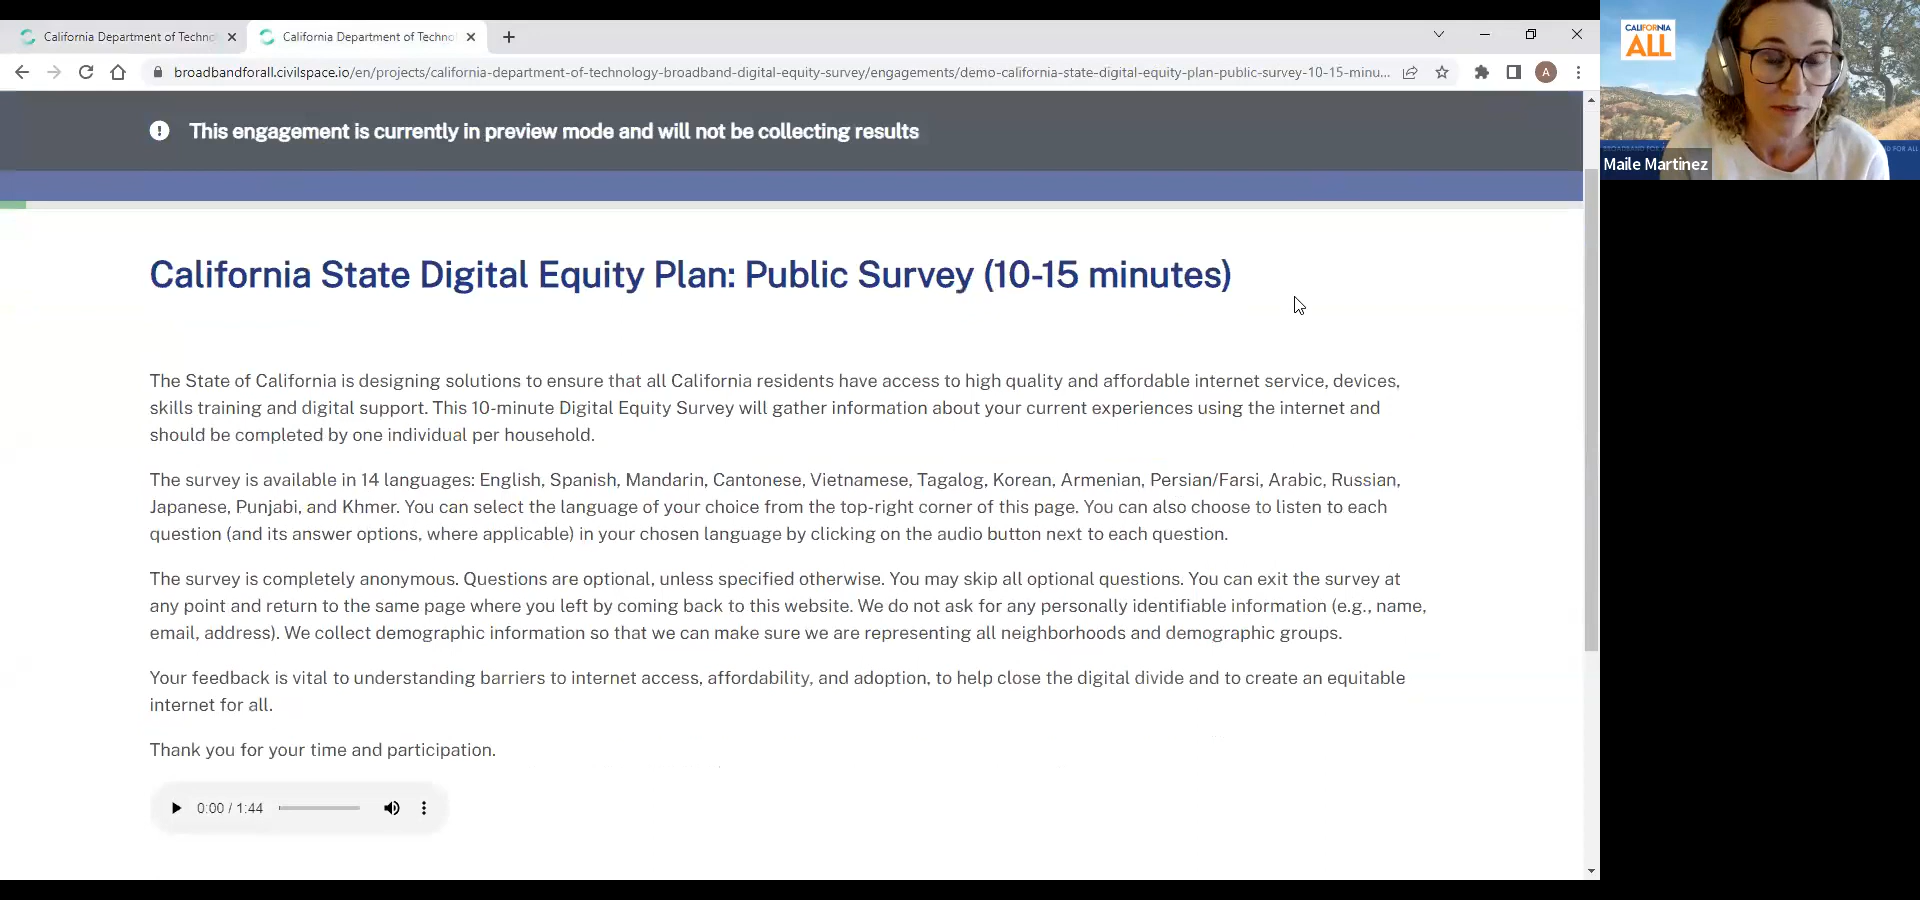 California Department of Techno
California Department of Techno
broadbandforall.civilspace.io/en/projects/california-department-of-technology-broadband-digital-equity-survey/engagements/demo-california-state-digital-equity-plan-public-survey-10-15-minu...
A
This engagement is currently in preview mode and will not be collecting results
California State Digital Equity Plan: Public Survey (10-15 minutes)
The State of California is designing solutions to ensure that all California residents have access to high quality and affordable internet service, devices,
skills training and digital support. This 10-minute Digital Equity Survey will gather information about your current experiences using the internet and
should be completed by one individual per household.
The survey is available in 14 languages: English, Spanish, Mandarin, Cantonese, Vietnamese, Tagalog, Korean, Armenian, Persian/Farsi, Arabic, Russian,
Japanese, Punjabi, and Khmer. You can select the language of your choice from the top-right corner of this page. You can also choose to listen to each
question (and its answer options, where applicable) in your chosen language by clicking on the audio button next to each question.
The survey is completely anonymous. Questions are optional, unless specified otherwise. You may skip all optional questions. You can exit the survey at
any point and return to the same page where you left by coming back to this website. We do not ask for any personally identifiable information (e.g., name,
email, address). We collect demographic information so that we can make sure we are representing all neighborhoods and demographic groups.
Your feedback is vital to understanding barriers to internet access, affordability, and adoption, to help close the digital divide and to create an equitable
internet for all.
Thank you for your time and participation.
0:00 / 1:44
CALIFORNIA
ALL
FOR ALL
Maile Martinez